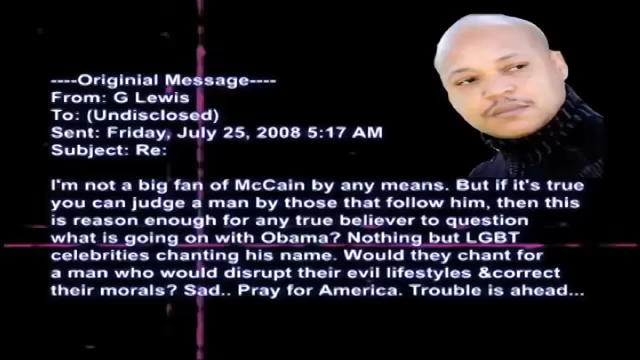 ----Originial Message----
From: G Lewis
To: (Undisclosed)
Sent: Friday, July 25, 2008 5:17 AM
Subject: Re:
I'm not a big fan of McCain by any means. But if it's true
you can judge a man by those that follow him, then this
is reason enough for any true believer to question
what is going on with Obama? Nothing but LGBT
celebrities chanting his name. Would they chant for
a man who would disrupt their evil lifestyles &correct
their morals? Sad.. Pray for America. Trouble is ahead...